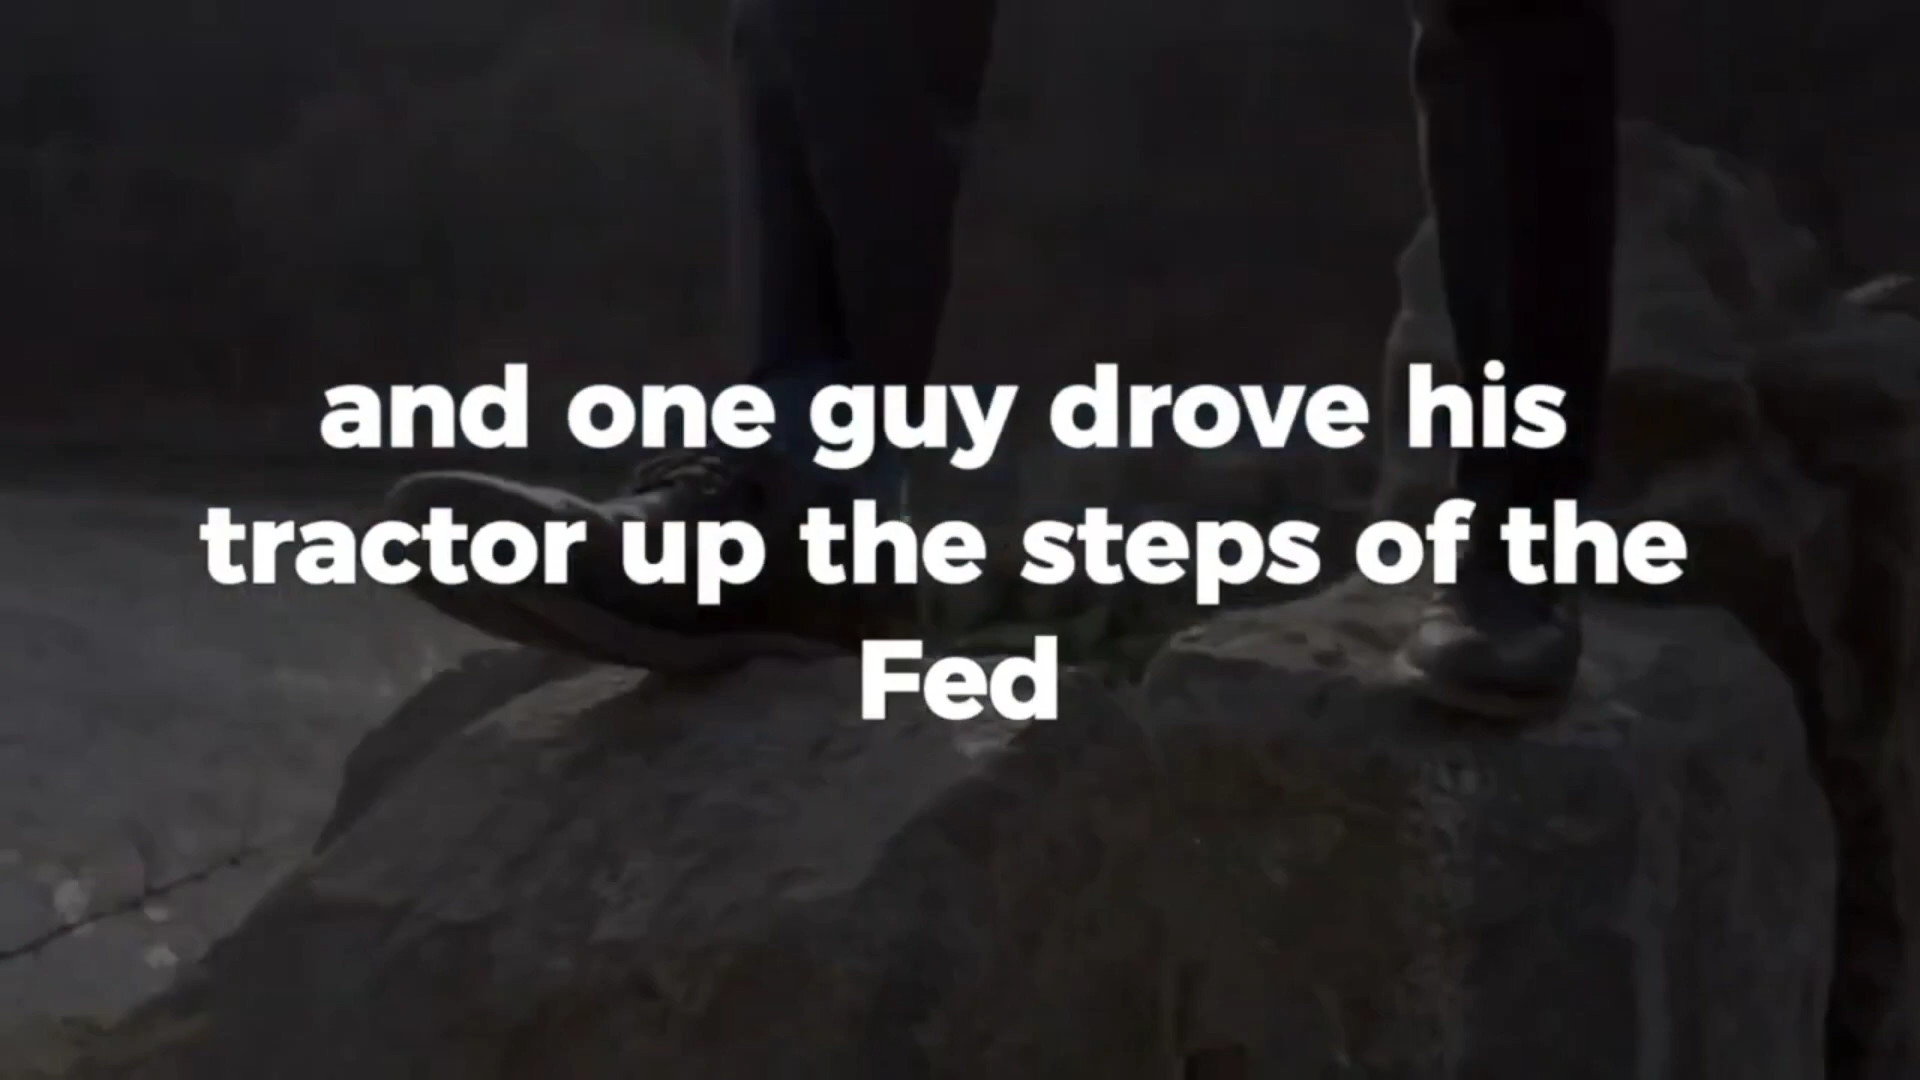 and one guy drove his
tractor up the steps of the
Fed